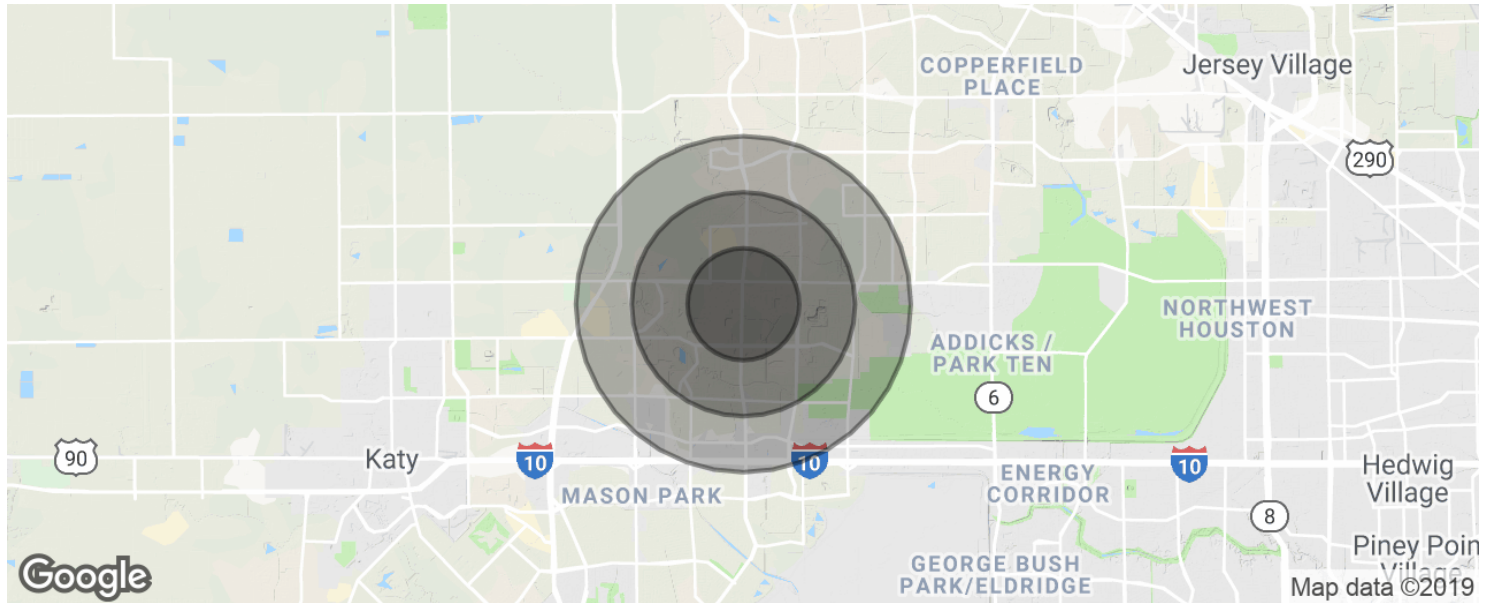 COPPERFIELD
PLACE
Jersey Village
290
NORTHWEST
HOUSTON
ADDICKS /
PARK TEN
6
90
Katy
10
10
10
Hedwig
Village
MASON PARK
ENERGY
CORRIDOR
8
GEORGE BUSH
PARK/ELDRIDGE
Piney Poin
Village
Google
Map data ©2019